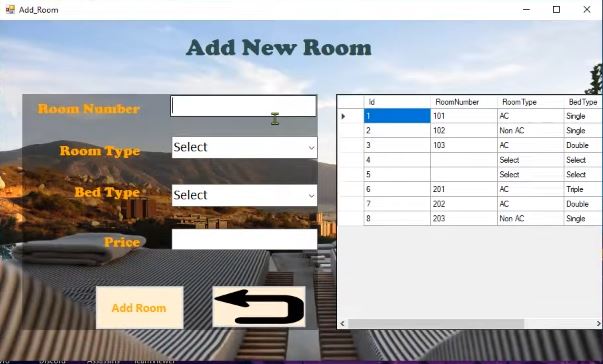 Add_Room
Add New Room
Room Number
Room Type Select
Bed Type Select
Price
Add Room
Id RoomNumber RoomType BedType
1 101 AC Single
2 102 Non AC Single
3 103 AC Double
4 Select Select
5 Select Select
6 201 AC Triple
7 202 AC Double
8 203 Non AC Single